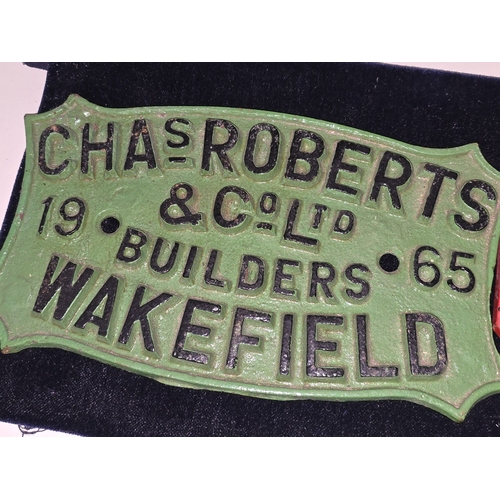 CHAS ROBERTS
& Co LTD
19 BUILDERS 65
WAKEFIELD